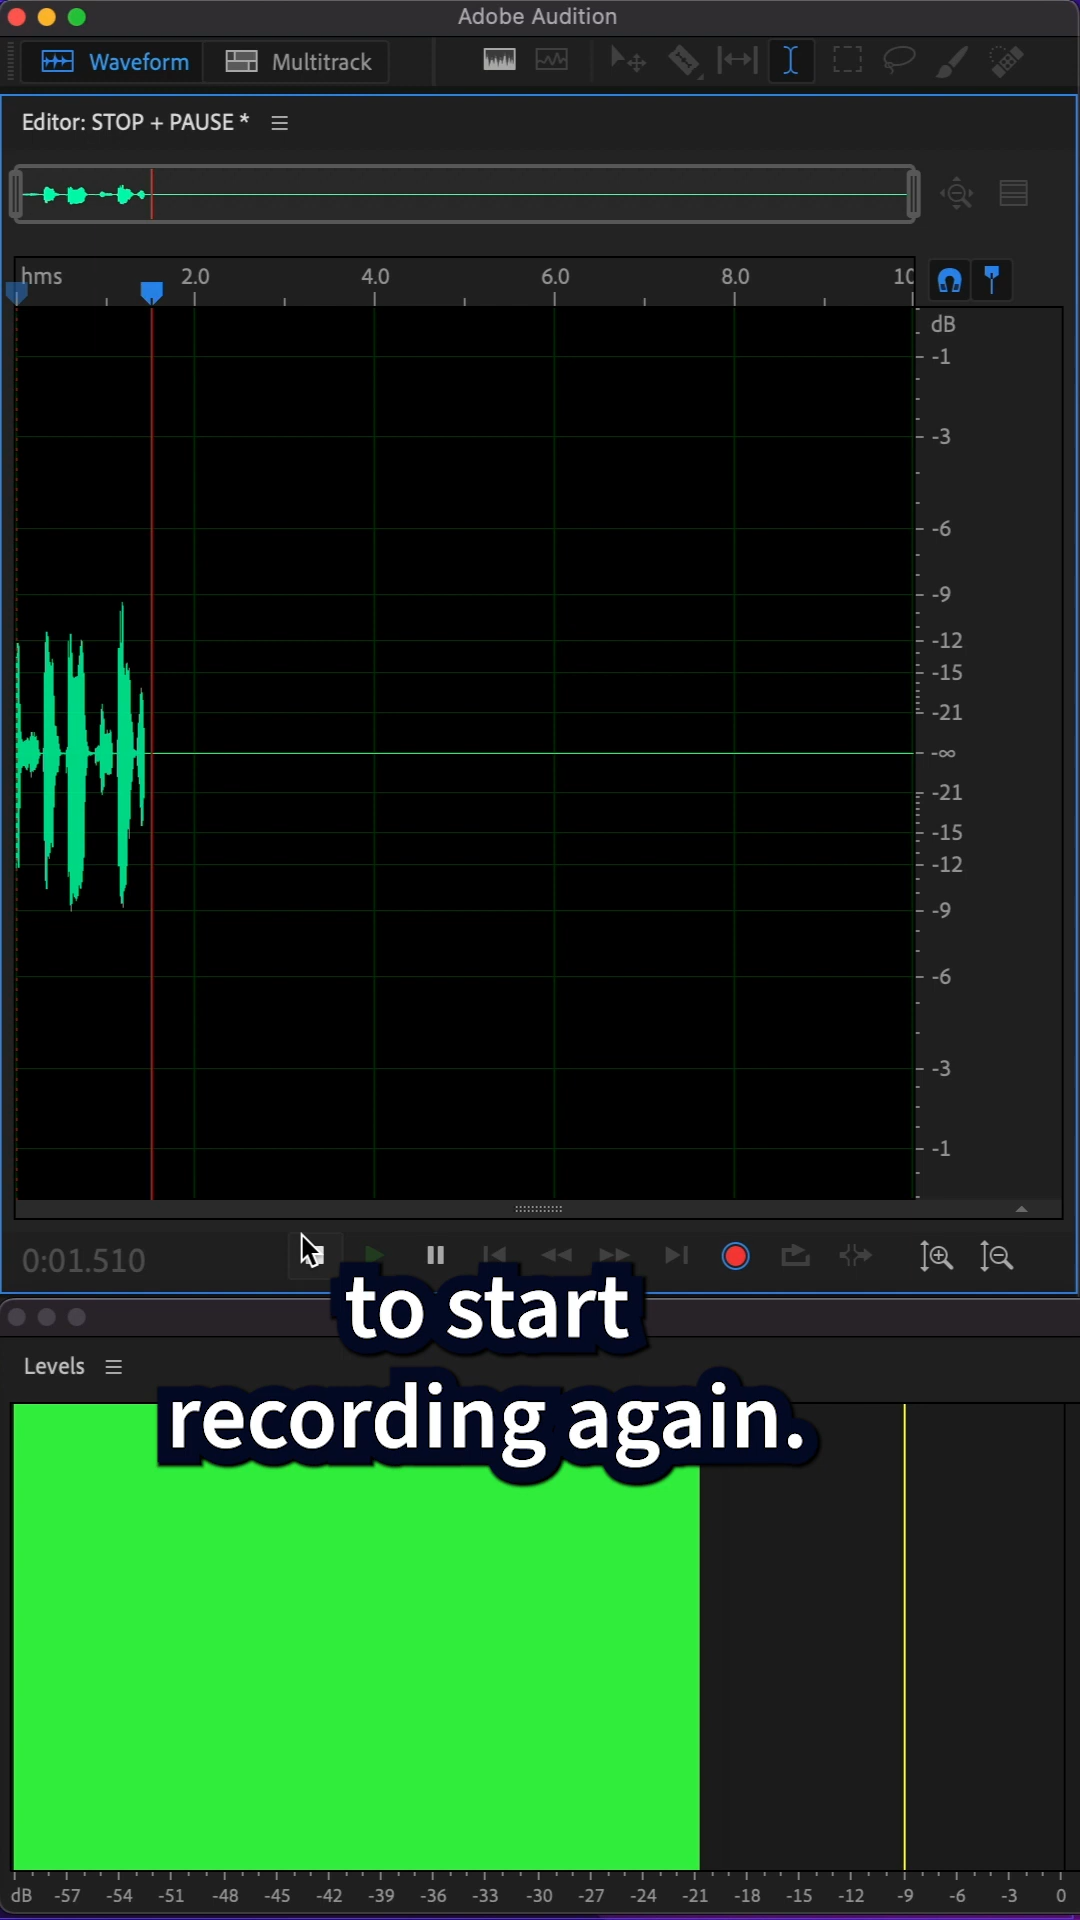 Adobe Audition
Waveform
Multitrack
Editor: STOP + PAUSE *
hms 2.0 4.0 6.0 8.0 10
dB
-1
-3
-6
-9
-12
-15
-21
-∞
-21
-15
-12
-9
-6
-3
-1
0:01.510
to start
recording again.
Levels
dB -57 -54 -51 -48 -45 -42 -39 -36 -33 -30 -27 -24 -21 -18 -15 -12 -9 -6 -3 0